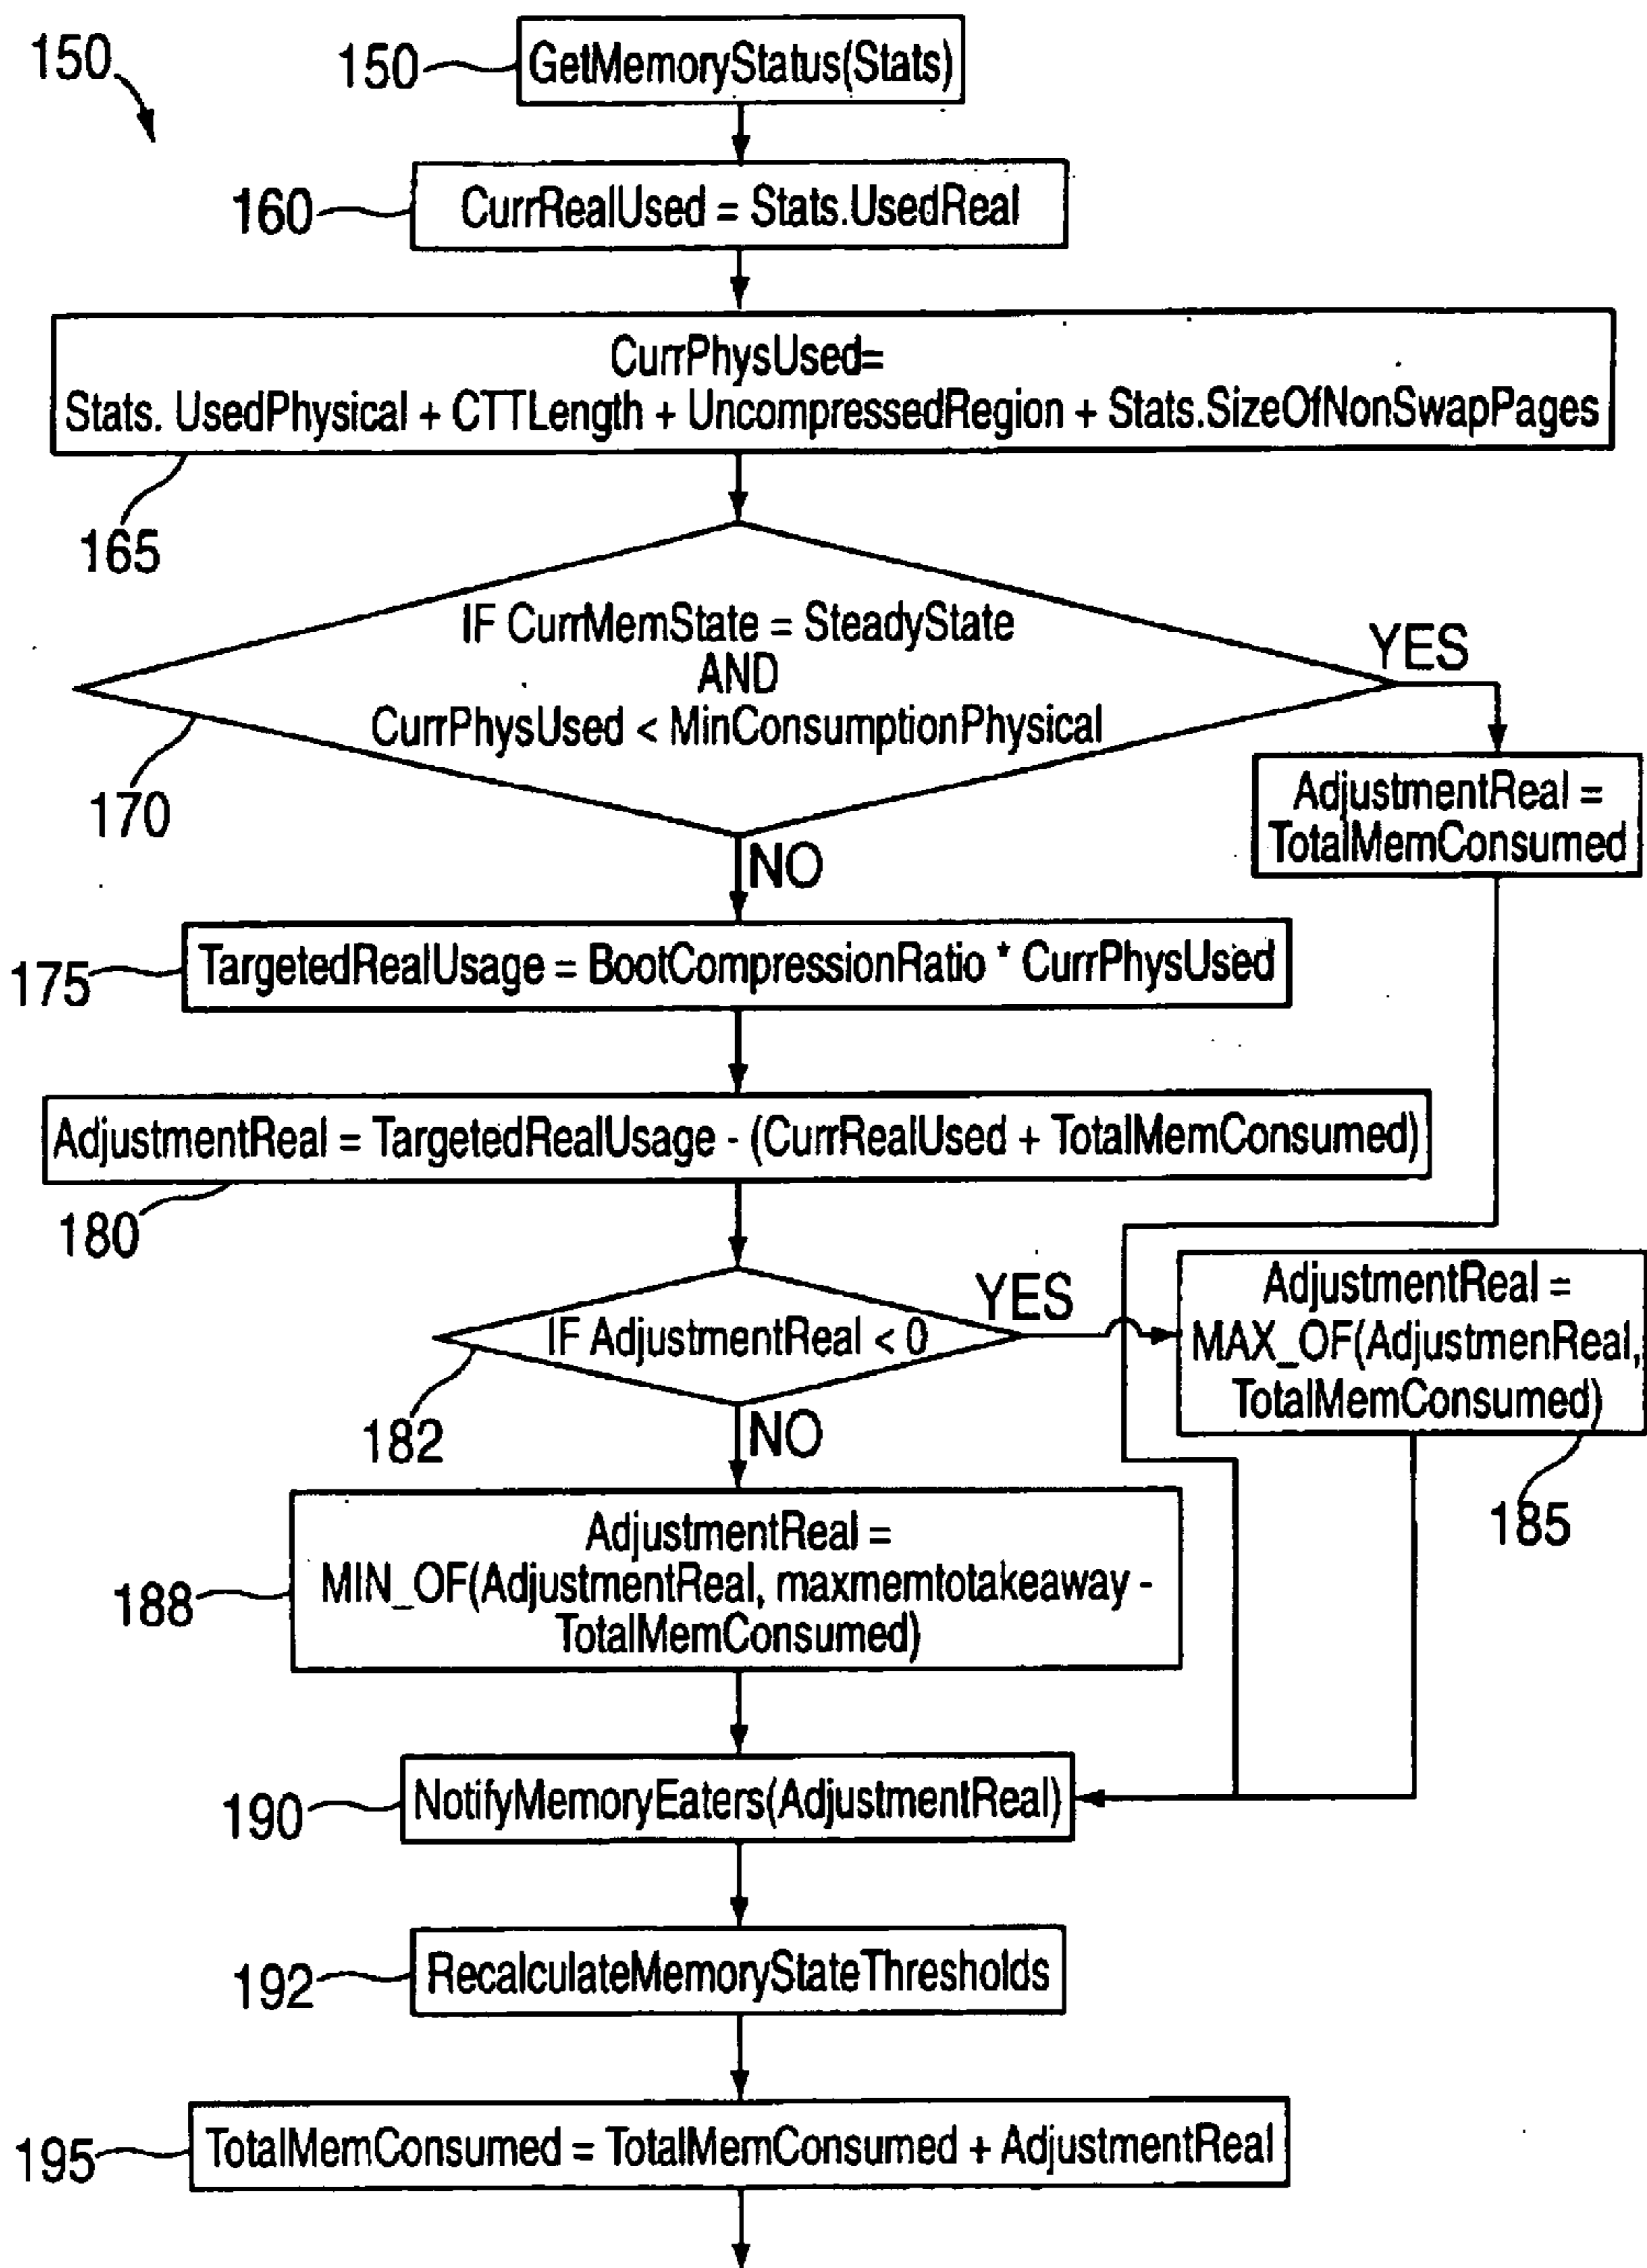 150
150
GetMemoryStatus(Stats)
160
CurrRealUsed = Stats.UsedReal
CurrPhysUsed=
Stats. UsedPhysical + CTTLength + UncompressedRegion + Stats.SizeOfNonSwapPages
165
IF CurrMemState = SteadyState
AND
CurrPhysUsed < MinConsumptionPhysical
YES
170
AdjustmentReal =
TotalMemConsumed
NO
175
TargetedRealUsage = BootCompressionRatio * CurrPhysUsed
AdjustmentReal = TargetedRealUsage - (CurrRealUsed + TotalMemConsumed)
180
IF AdjustmentReal < 0
YES
182
AdjustmentReal =
MAX_OF(AdjustmenReal,
TotalMemConsumed)
185
NO
188
AdjustmentReal =
MIN_OF(AdjustmentReal, maxmemtotakeaway -
TotalMemConsumed)
190
NotifyMemoryEaters(AdjustmentReal)
192
RecalculateMemoryStateThresholds
195
TotalMemConsumed = TotalMemConsumed + AdjustmentReal